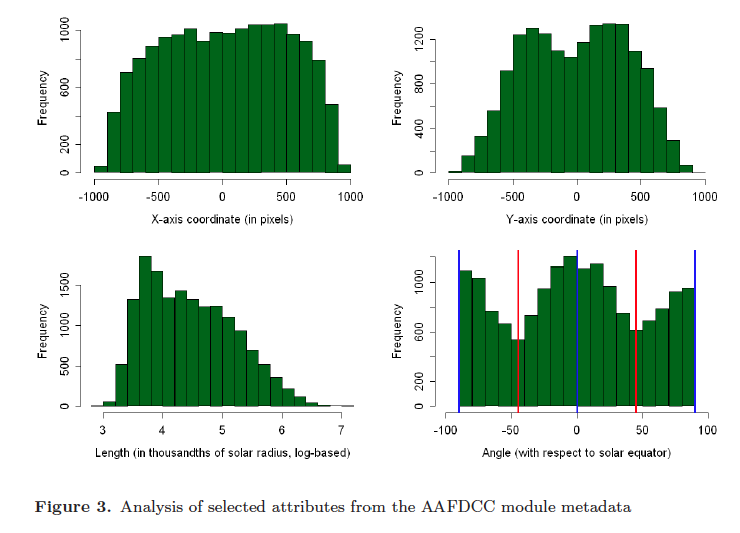 Frequency
0 200 600 1000
-1000 -500 0 500 1000
X-axis coordinate (in pixels)
Frequency
0 400 800 1200
-1000 -500 0 500 1000
Y-axis coordinate (in pixels)
Frequency
0 500 1000 1500
3 4 5 6 7
Length (in thousandths of solar radius, log-based)
Frequency
0 200 600 1000
-100 -50 0 50 100
Angle (with respect to solar equator)
Figure 3. Analysis of selected attributes from the AAFDCC module metadata